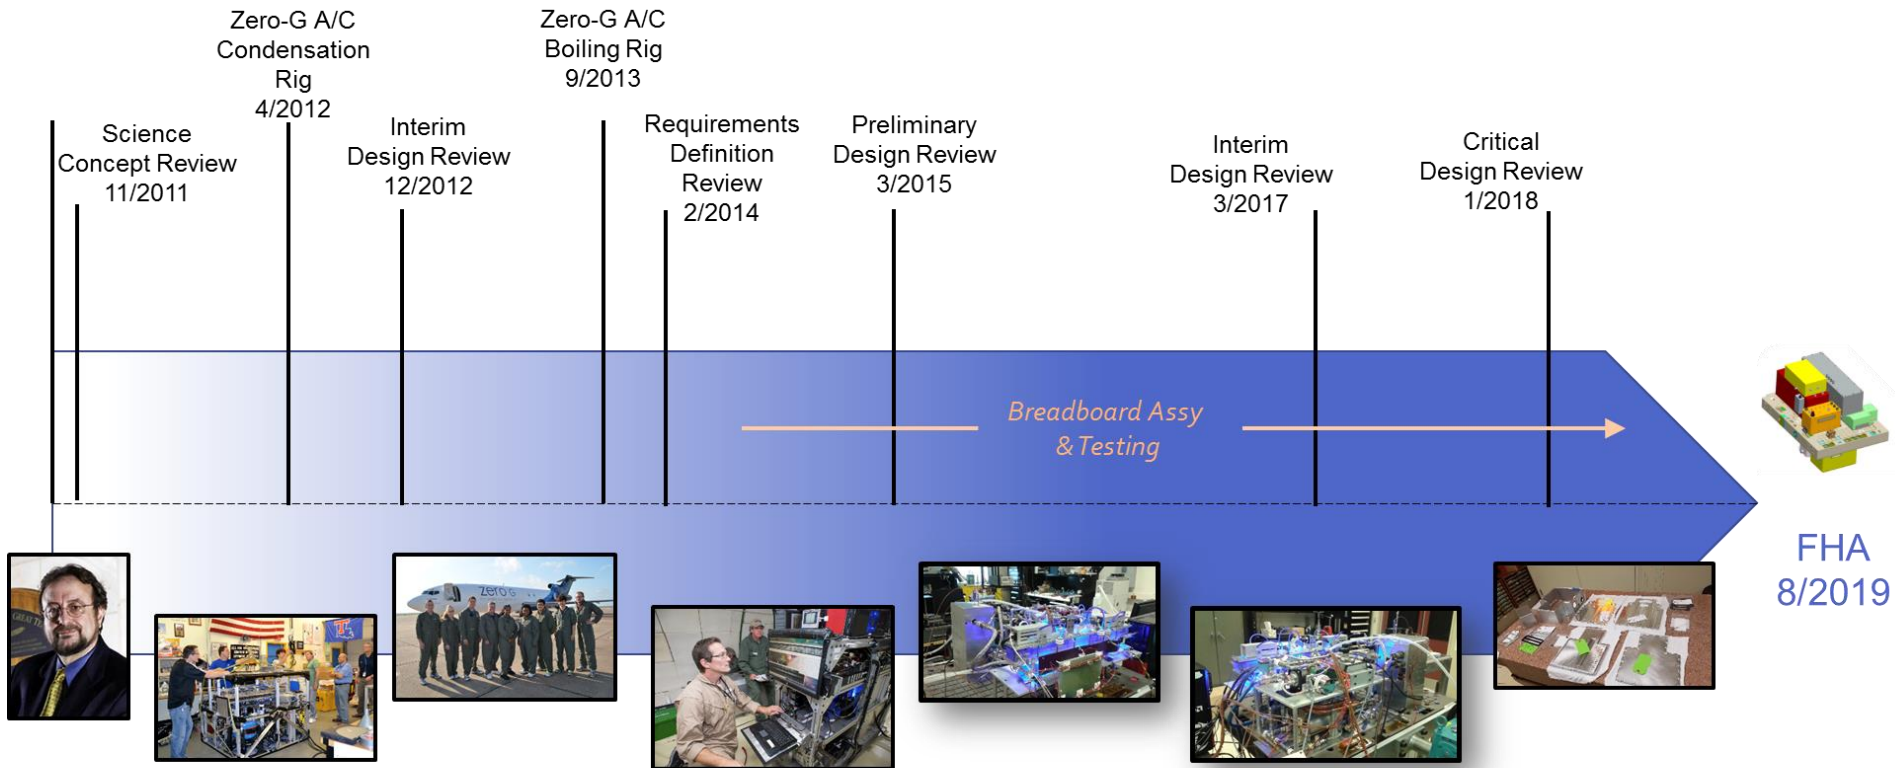 Zero-G A/C
Condensation
Rig
4/2012
Zero-G A/C
Boiling Rig
9/2013
Science
Concept Review
11/2011
Interim
Design Review
12/2012
Requirements
Definition
Review
2/2014
Preliminary
Design Review
3/2015
Interim
Design Review
3/2017
Critical
Design Review
1/2018
Breadboard Assy
& Testing
FHA
8/2019
GREAT
zero G